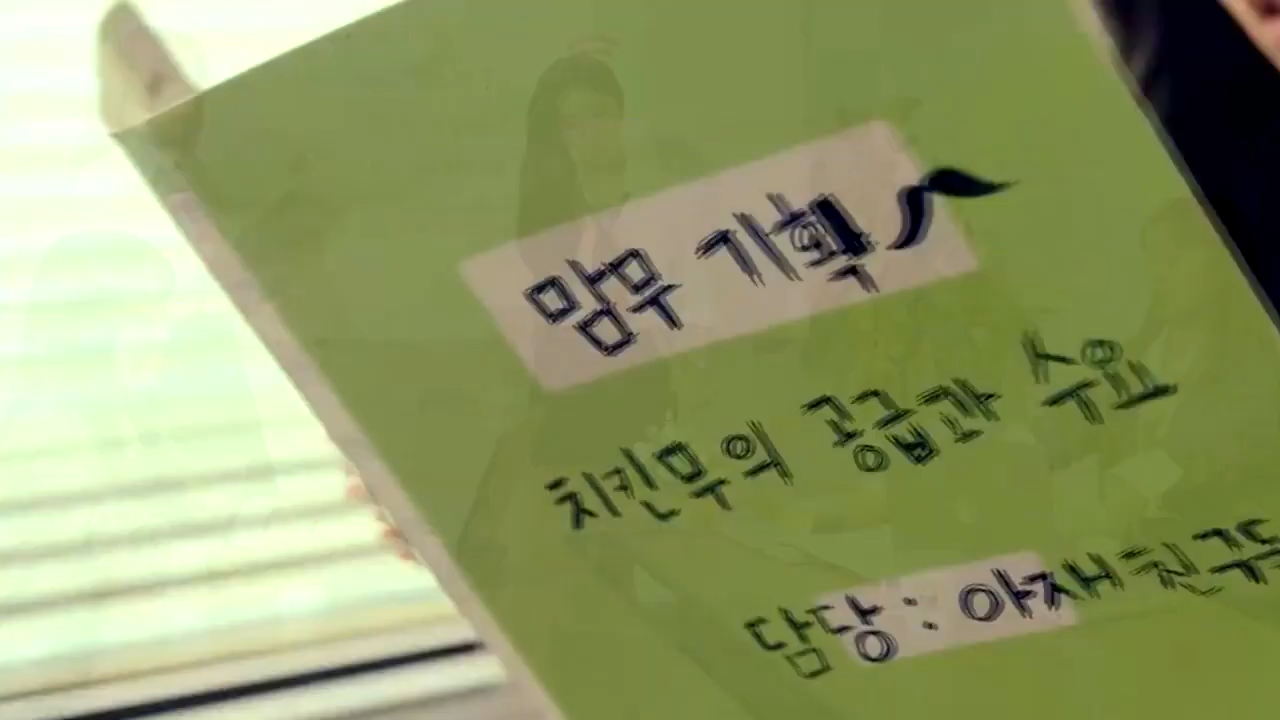 맘무 기획
치킨무의 공급과 수요
담당: 아재친구들